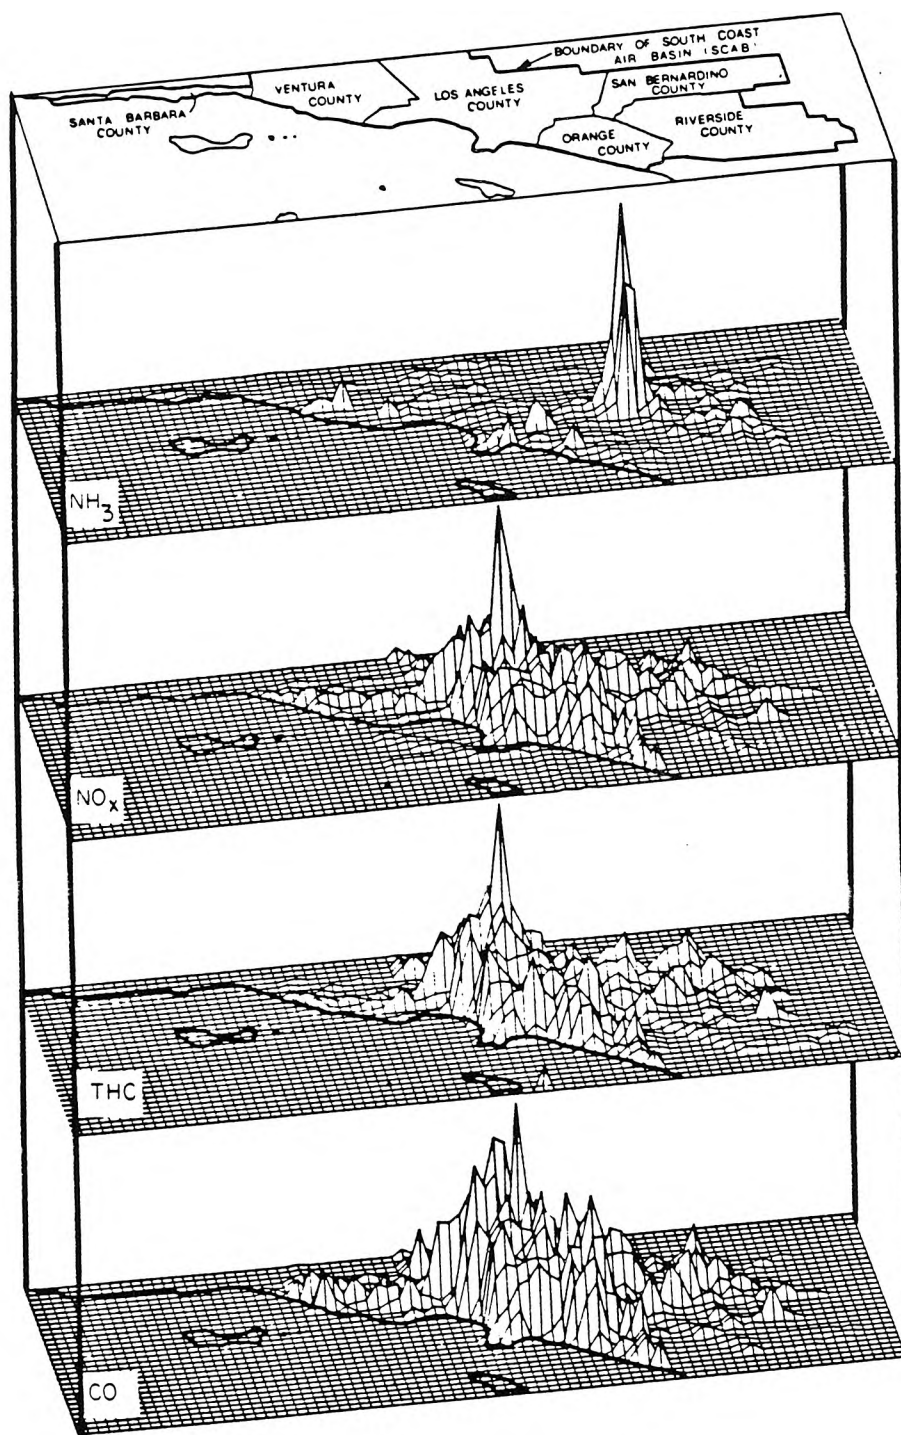 BOUNDARY OF SOUTH COAST
AIR BASIN (SCAB)
VENTURA
COUNTY
LOS ANGELES
COUNTY
SAN BERNARDINO
COUNTY
SANTA BARBARA
COUNTY
ORANGE
COUNTY
RIVERSIDE
COUNTY
NH3
NOx
THC
CO